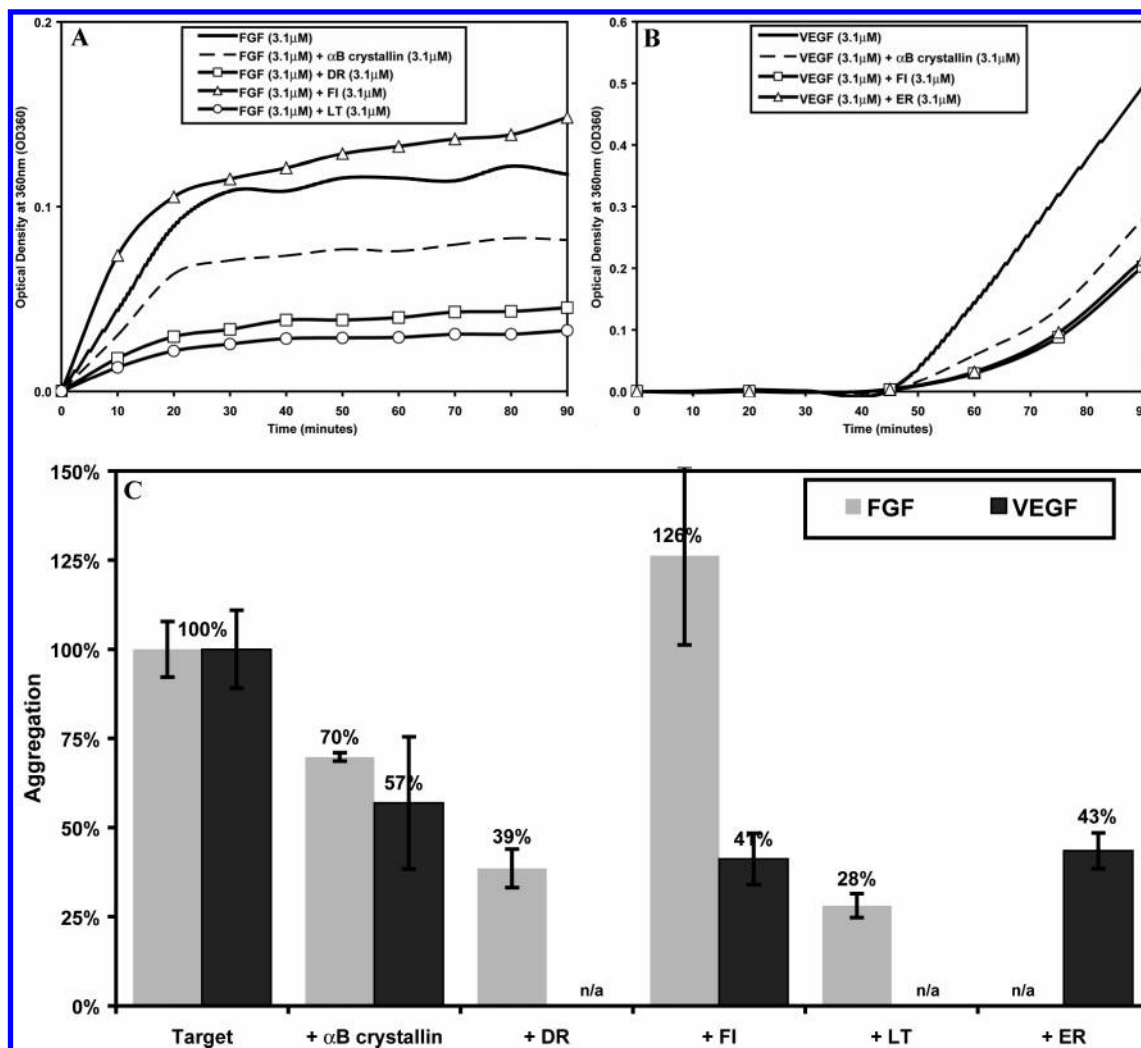 A
FGF (3.1μM)
FGF (3.1μM) + αB crystallin (3.1μM)
FGF (3.1μM) + DR (3.1μM)
FGF (3.1μM) + FI (3.1μM)
FGF (3.1μM) + LT (3.1μM)
Optical Density at 360nm (OD360)
0.2
0.1
0.0
0 10 20 30 40 50 60 70 80 90
Time (minutes)
B
VEGF (3.1μM)
VEGF (3.1μM) + αB crystallin (3.1μM)
VEGF (3.1μM) + FI (3.1μM)
VEGF (3.1μM) + ER (3.1μM)
Optical Density at 360nm (OD360)
0.6
0.5
0.4
0.3
0.2
0.1
0.0
0 10 20 30 40 50 60 70 80 90
Time (minutes)
C
FGF VEGF
Aggregation
150%
125%
100%
75%
50%
25%
0%
100%
70%
57%
39%
n/a
126%
41%
28%
n/a
n/a
43%
Target + αB crystallin + DR + FI + LT + ER